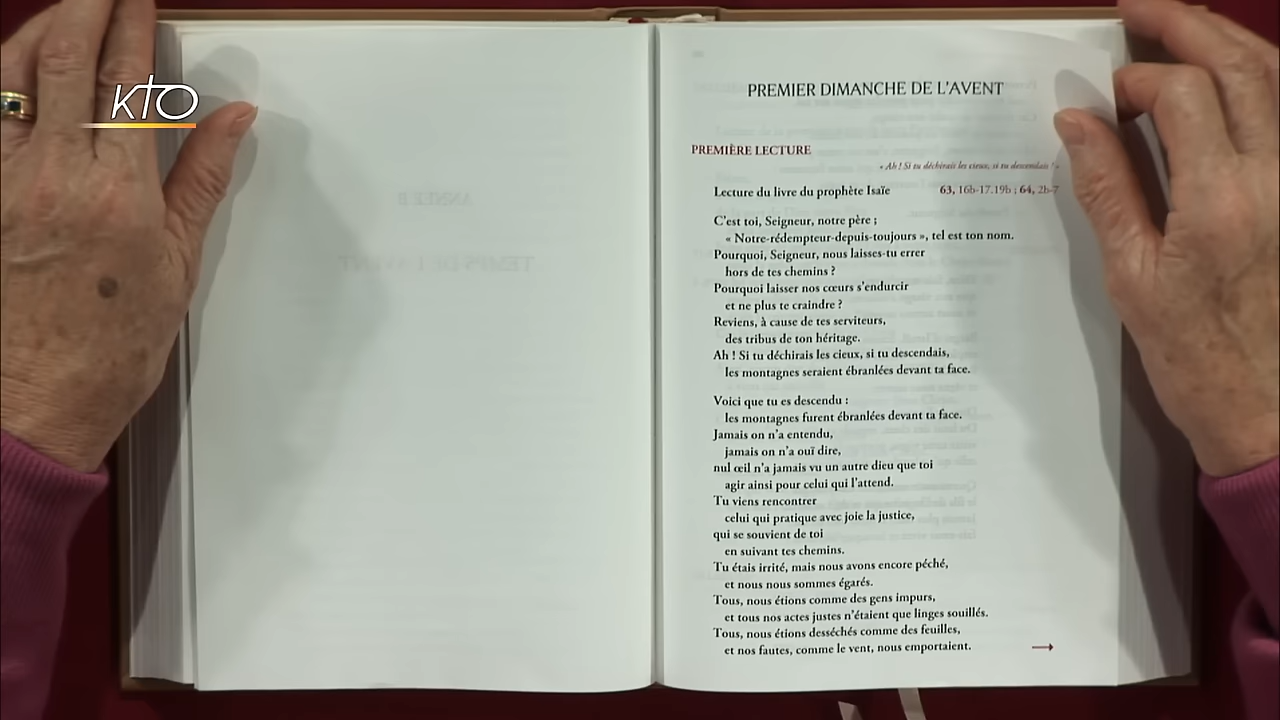 kto
ANNÉE B
TEMPS DE L'AVENT
PREMIER DIMANCHE DE L'AVENT
PREMIÈRE LECTURE
« Ah ! Si tu déchirais les cieux, si tu descendais ! »
Lecture du livre du prophète Isaïe 63, 16b-17.19b ; 64, 2b-7
C'est toi, Seigneur, notre père ;
« Notre-rédempteur-depuis-toujours », tel est ton nom.
Pourquoi, Seigneur, nous laisses-tu errer
hors de tes chemins ?
Pourquoi laisser nos cœurs s'endurcir
et ne plus te craindre ?
Reviens, à cause de tes serviteurs,
des tribus de ton héritage.
Ah ! Si tu déchirais les cieux, si tu descendais,
les montagnes seraient ébranlées devant ta face.
Voici que tu es descendu :
les montagnes furent ébranlées devant ta face.
Jamais on n'a entendu,
jamais on n'a ouï dire,
nul œil n'a jamais vu un autre dieu que toi
agir ainsi pour celui qui l'attend.
Tu viens rencontrer
celui qui pratique avec joie la justice,
qui se souvient de toi
en suivant tes chemins.
Tu étais irrité, mais nous avons encore péché,
et nous nous sommes égarés.
Tous, nous étions comme des gens impurs,
et tous nos actes justes n'étaient que linges souillés.
Tous, nous étions desséchés comme des feuilles,
et nos fautes, comme le vent, nous emportaient.